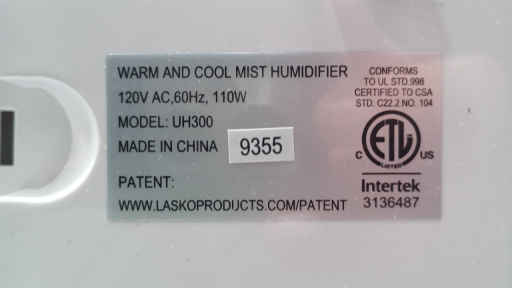 WARM AND COOL MIST HUMIDIFIER
120V AC,60Hz, 110W
MODEL: UH300
MADE IN CHINA
9355
PATENT:
WWW.LASKOPRODUCTS.COM/PATENT
CONFORMS
TO UL STD.998
CERTIFIED TO CSA
STD. C22.2 NO. 104
C
ETL
US
LISTED
Intertek
3136487